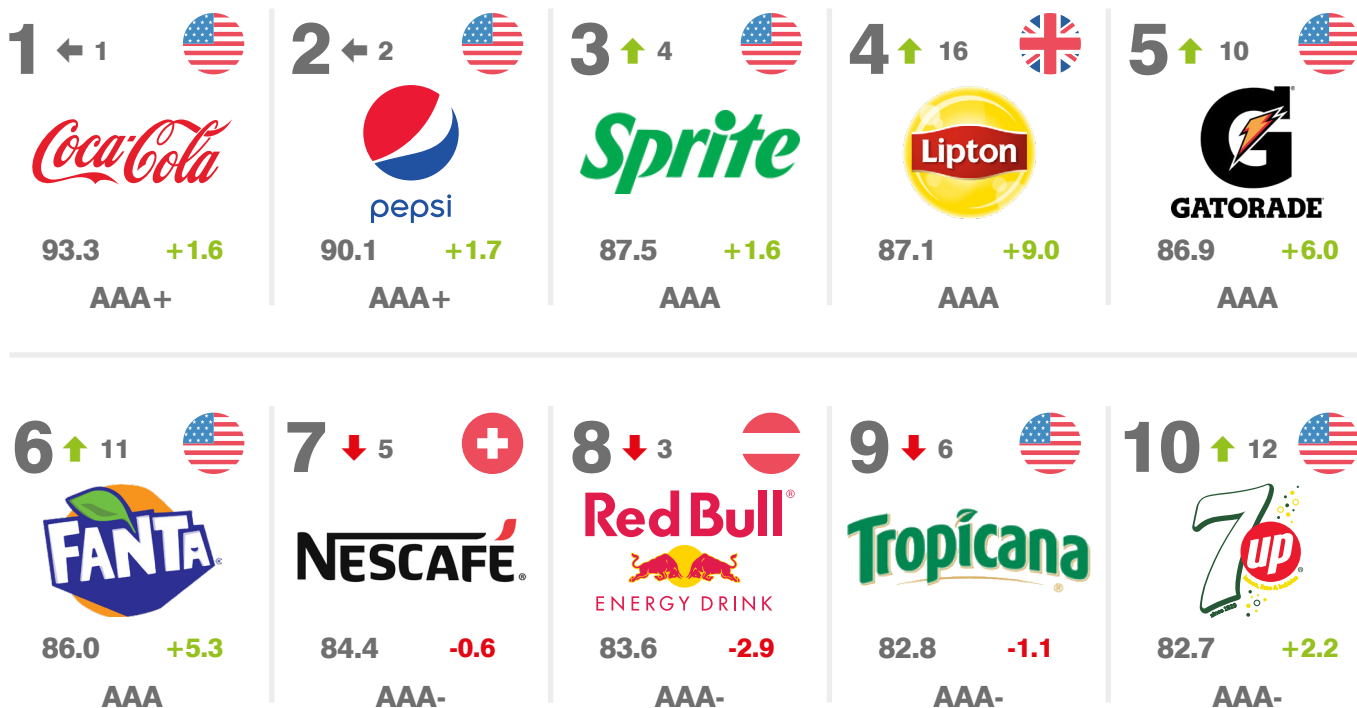 1 1
Coca-Cola
93.3 +1.6
AAA+
2 2
pepsi
90.1 +1.7
AAA+
3 4
Sprite
87.5 +1.6
AAA
4 16
Lipton
87.1 +9.0
AAA
5 10
G
GATORADE
86.9 +6.0
AAA
6 11
FANTA
86.0 +5.3
AAA
7 5
NESCAFÉ®
84.4 -0.6
AAA-
8 3
Red Bull®
ENERGY DRINK
83.6 -2.9
AAA-
9 6
Tropicana®
82.8 -1.1
AAA-
10 12
7up®
since 1929
82.7 +2.2
AAA-